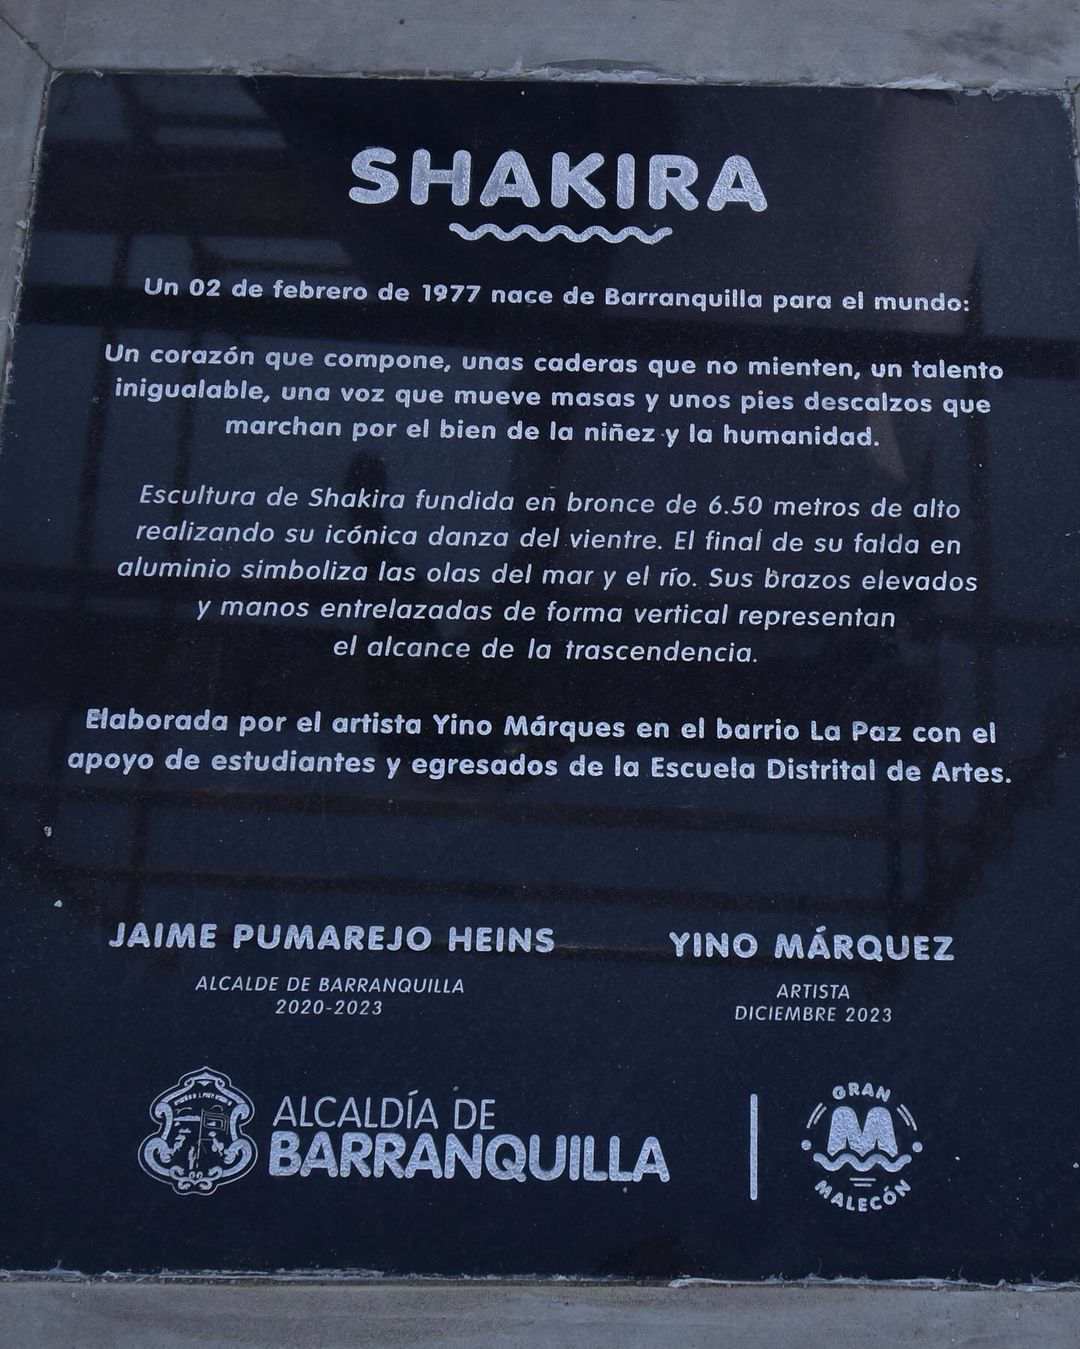 SHAKIRA
Un 02 de febrero de 1977 nace de Barranquilla para el mundo:
Un corazón que compone, unas caderas que no mienten, un talento
inigualable, una voz que mueve masas y unos pies descalzos que
marchan por el bien de la niñez y la humanidad.
Escultura de Shakira fundida en bronce de 6.50 metros de alto
realizando su icónica danza del vientre. El final de su falda en
aluminio simboliza las olas del mar y el río. Sus brazos elevados
y manos entrelazadas de forma vertical representan
el alcance de la trascendencia.
Elaborada por el artista Yino Márques en el barrio La Paz con el
apoyo de estudiantes y egresados de la Escuela Distrital de Artes.
JAIME PUMAREJO HEINS
ALCALDE DE BARRANQUILLA
2020-2023
YINO MÁRQUEZ
ARTISTA
DICIEMBRE 2023
ALCALDÍA DE
BARRANQUILLA
GRAN
M
MALECÓN